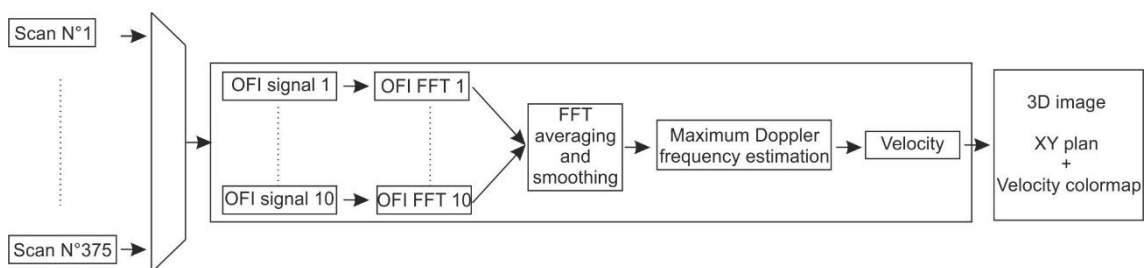 Scan N°1
Scan N°375
OFI signal 1
OFI FFT 1
OFI signal 10
OFI FFT 10
FFT
averaging
and
smoothing
Maximum Doppler
frequency estimation
Velocity
3D image
XY plan
+
Velocity colormap